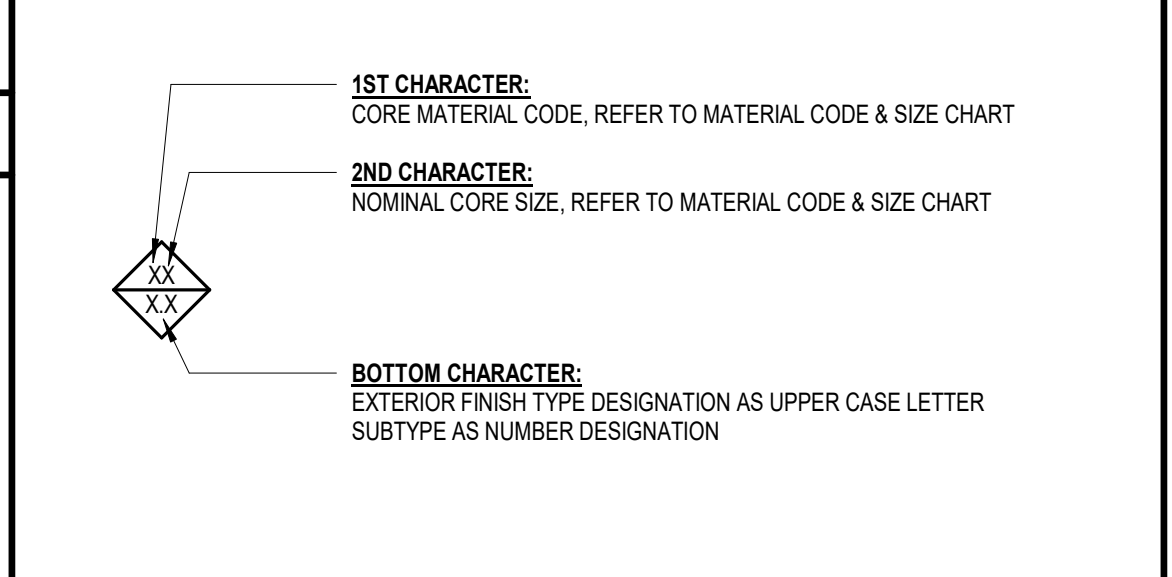 1ST CHARACTER:
CORE MATERIAL CODE, REFER TO MATERIAL CODE & SIZE CHART
2ND CHARACTER:
NOMINAL CORE SIZE, REFER TO MATERIAL CODE & SIZE CHART
XX
X.X
BOTTOM CHARACTER:
EXTERIOR FINISH TYPE DESIGNATION AS UPPER CASE LETTER
SUBTYPE AS NUMBER DESIGNATION